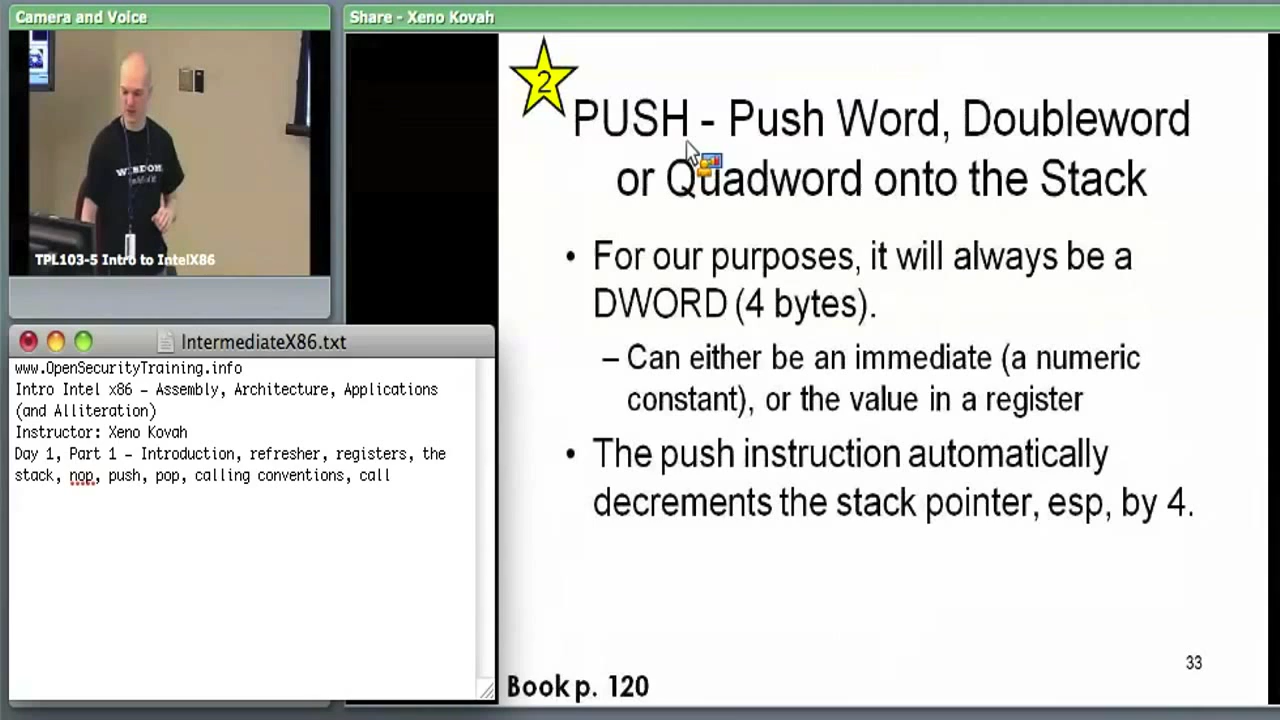 Camera and Voice
Share - Xeno Kovah
WISDOM
TPL103-5 Intro to IntelX86
IntermediateX86.txt
www.OpenSecurityTraining.info
Intro Intel x86 – Assembly, Architecture, Applications
(and Alliteration)
Instructor: Xeno Kovah
Day 1, Part 1 – Introduction, refresher, registers, the
stack, nop, push, pop, calling conventions, call
2
PUSH - Push Word, Doubleword
or Quadword onto the Stack
• For our purposes, it will always be a
DWORD (4 bytes).
– Can either be an immediate (a numeric
constant), or the value in a register
• The push instruction automatically
decrements the stack pointer, esp, by 4.
33
Book p. 120